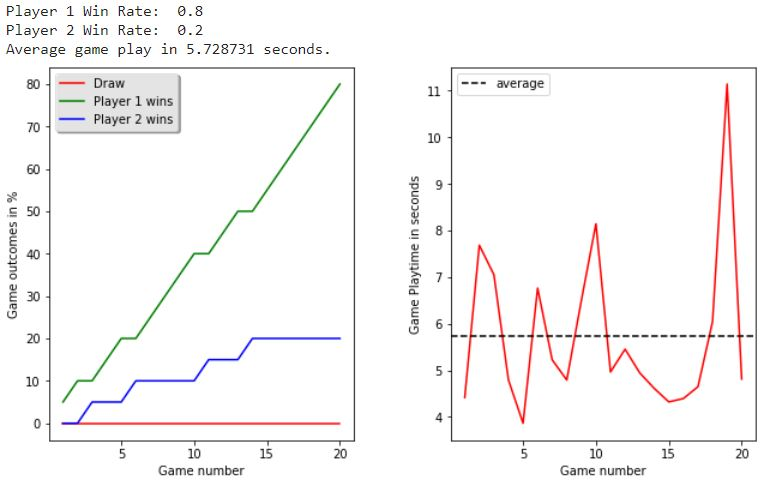 Player 1 Win Rate:  0.8
Player 2 Win Rate:  0.2
Average game play in 5.728731 seconds.
Draw
Player 1 wins
Player 2 wins
Game outcomes in %
80
70
60
50
40
30
20
10
0
5 10 15 20
Game number
average
Game Playtime in seconds
11
10
9
8
7
6
5
4
5 10 15 20
Game number